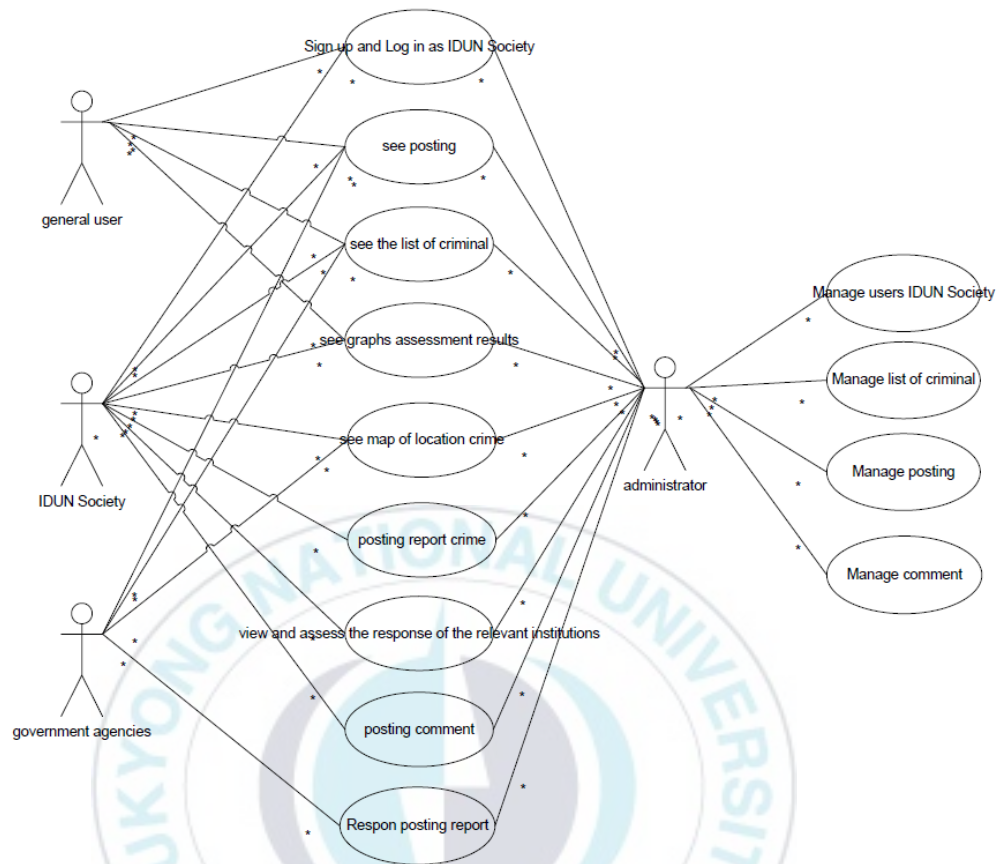 Sign up and Log in as IDUN Society
see posting
general user
see the list of criminal
Manage users IDUN Society
see graphs assessment results
Manage list of criminal
see map of location crime
administrator
IDUN Society
Manage posting
posting report crime
Manage comment
view and assess the response of the relevant institutions
government agencies
posting comment
Respon posting report
UKYONG NATIONAL UNIVERSIT